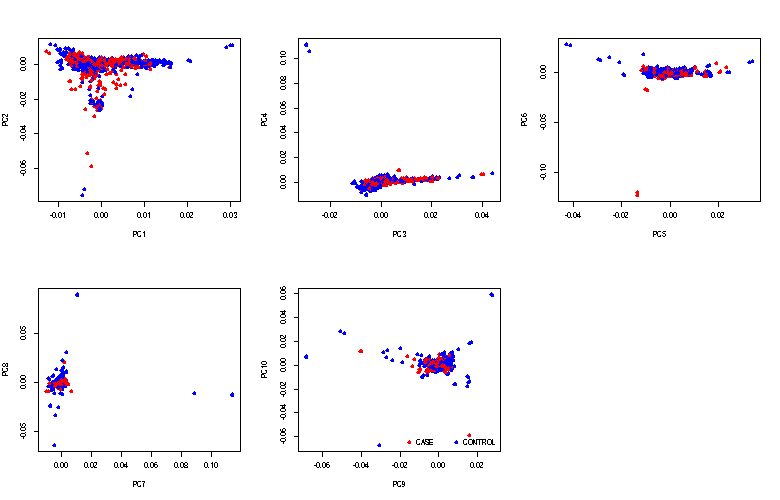 0.00
-0.02
-0.04
-0.06
PC2
-0.01 0.00 0.01 0.02 0.03
PC1
0.10
0.08
0.06
0.04
0.02
0.00
PC4
-0.02 0.00 0.02 0.04
PC3
0.00
-0.05
-0.10
PC6
-0.04 -0.02 0.00 0.02
PC5
0.05
0.00
-0.05
PC8
0.00 0.02 0.04 0.06 0.08 0.10
PC7
0.06
0.04
0.02
0.00
-0.02
-0.04
-0.06
PC10
CASE CONTROL
-0.06 -0.04 -0.02 0.00 0.02
PC9